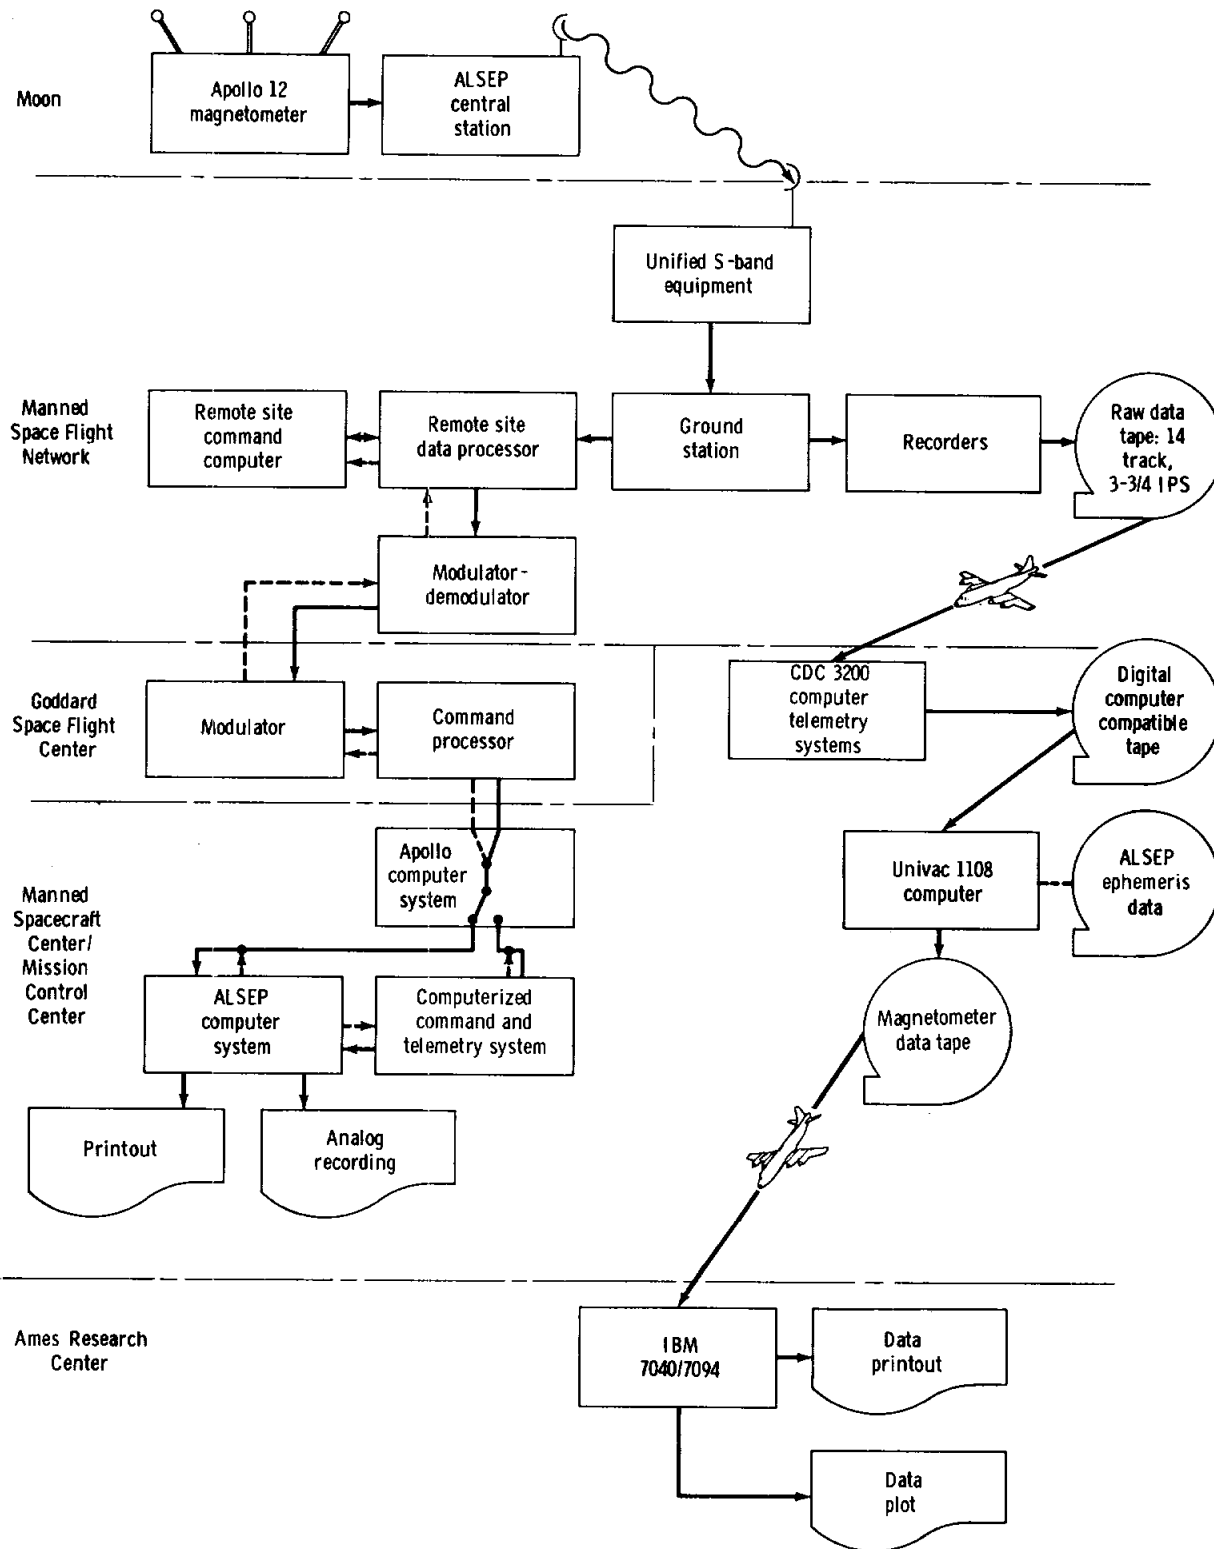 Moon
Apollo 12
magnetometer
ALSEP
central
station
Unified S-band
equipment
Manned
Space Flight
Network
Remote site
command
computer
Remote site
data processor
Ground
station
Recorders
Raw data
tape: 14
track,
3-3/4 IPS
Modulator-
demodulator
Goddard
Space Flight
Center
Modulator
Command
processor
CDC 3200
computer
telemetry
systems
Digital
computer
compatible
tape
Manned
Spacecraft
Center/
Mission
Control
Center
Apollo
computer
system
Univac 1108
computer
ALSEP
ephemeris
data
ALSEP
computer
system
Computerized
command and
telemetry system
Magnetometer
data tape
Printout
Analog
recording
Ames Research
Center
IBM
7040/7094
Data
printout
Data
plot